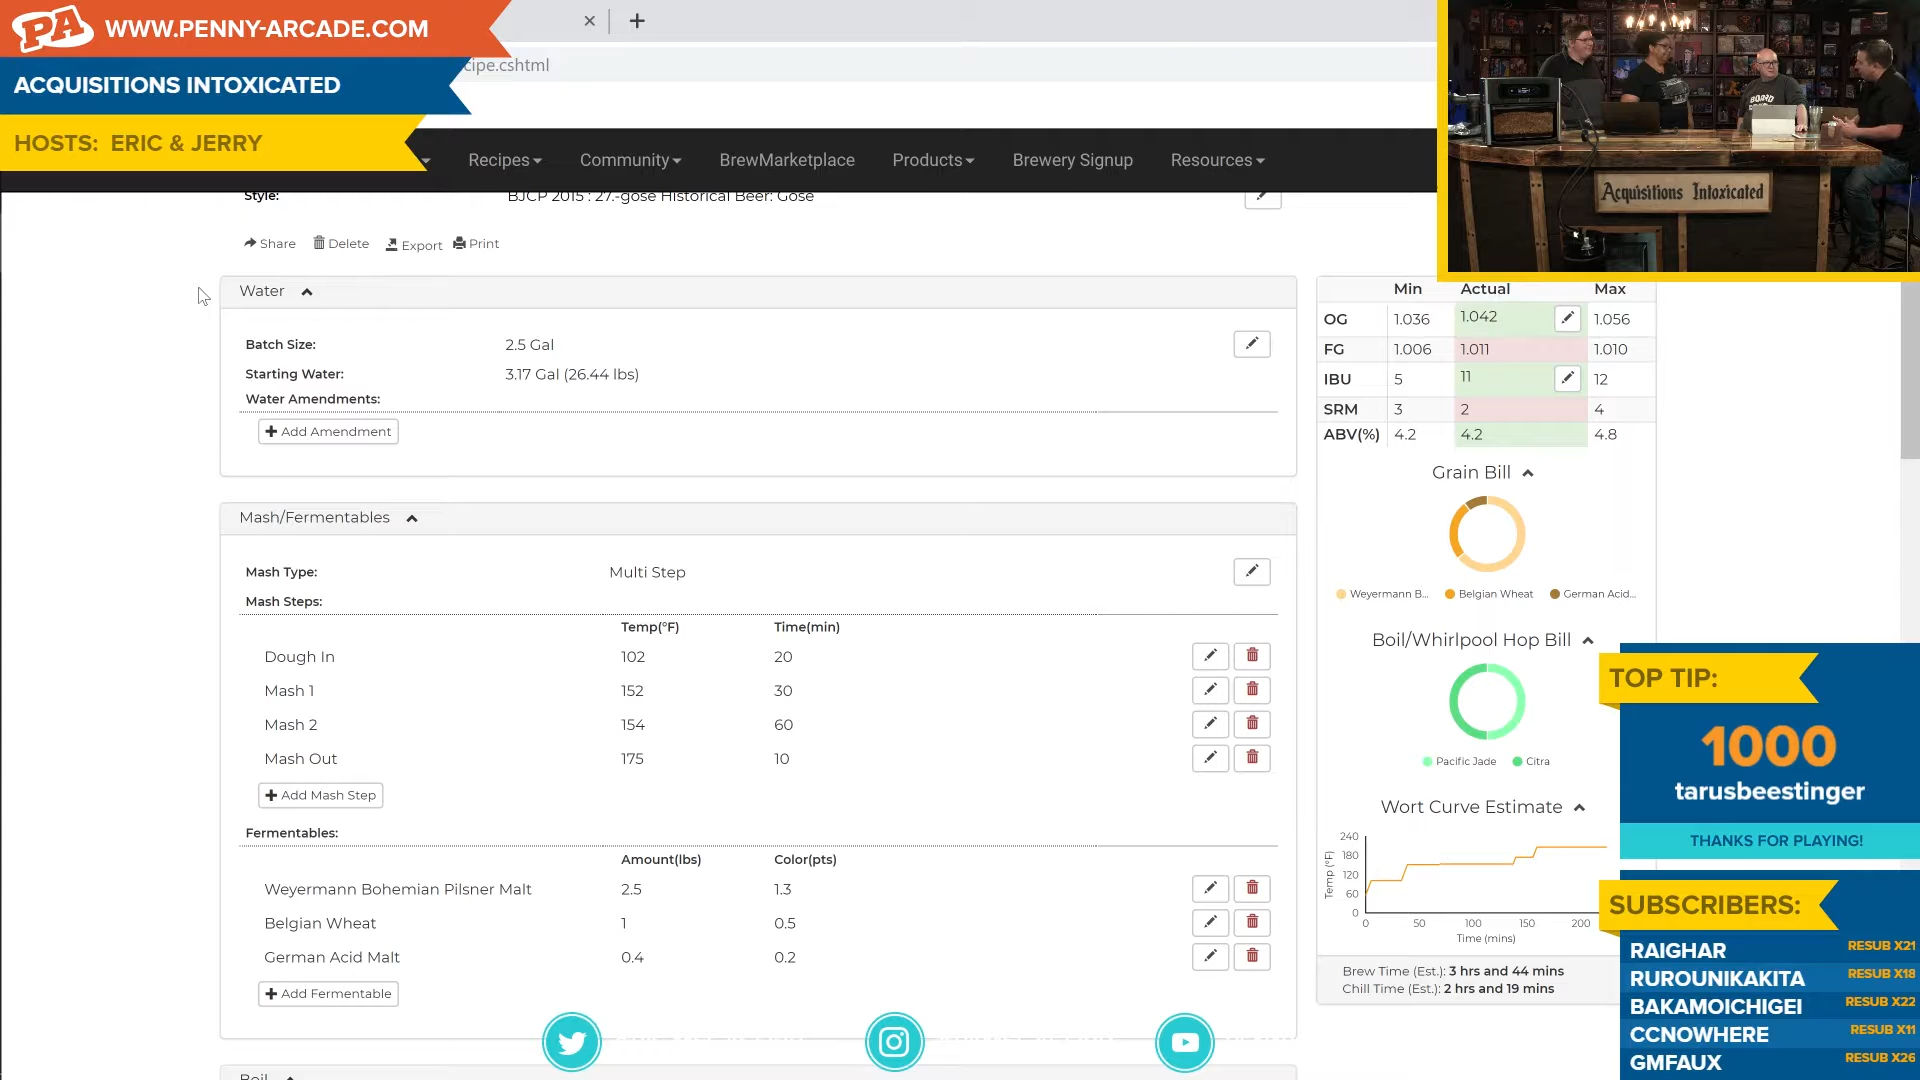 PA WWW.PENNY-ARCADE.COM
ACQUISITIONS INTOXICATED
HOSTS: ERIC & JERRY
cipe.cshtml
Recipes Community BrewMarketplace Products Brewery Signup Resources
Style: BJCP 2015 : 27.-gose Historical Beer: Gose
Share Delete Export Print
Water
Batch Size: 2.5 Gal
Starting Water: 3.17 Gal (26.44 lbs)
Water Amendments:
Add Amendment
Mash/Fermentables
Mash Type: Multi Step
Mash Steps:
Temp(°F) Time(min)
Dough In 102 20
Mash 1 152 30
Mash 2 154 60
Mash Out 175 10
Add Mash Step
Fermentables:
Amount(lbs) Color(pts)
Weyermann Bohemian Pilsner Malt 2.5 1.3
Belgian Wheat 1 0.5
German Acid Malt 0.4 0.2
Add Fermentable
Boil
Acquisitions Intoxicated
Min Actual Max
OG 1.036 1.042 1.056
FG 1.006 1.011 1.010
IBU 5 11 12
SRM 3 2 4
ABV(%) 4.2 4.2 4.8
Grain Bill
Weyermann B... Belgian Wheat German Acid...
Boil/Whirlpool Hop Bill
Pacific Jade Citra
Wort Curve Estimate
Temp (°F)
240
180
120
60
0
0 50 100 150 200
Time (mins)
Brew Time (Est.): 3 hrs and 44 mins
Chill Time (Est.): 2 hrs and 19 mins
TOP TIP:
1000
tarusbeestinger
THANKS FOR PLAYING!
SUBSCRIBERS:
RAIGHAR RESUB X21
RUROUNIKAKITA RESUB X18
BAKAMOICHIGEI RESUB X22
CCNOWHERE RESUB X11
GMFAUX RESUB X26